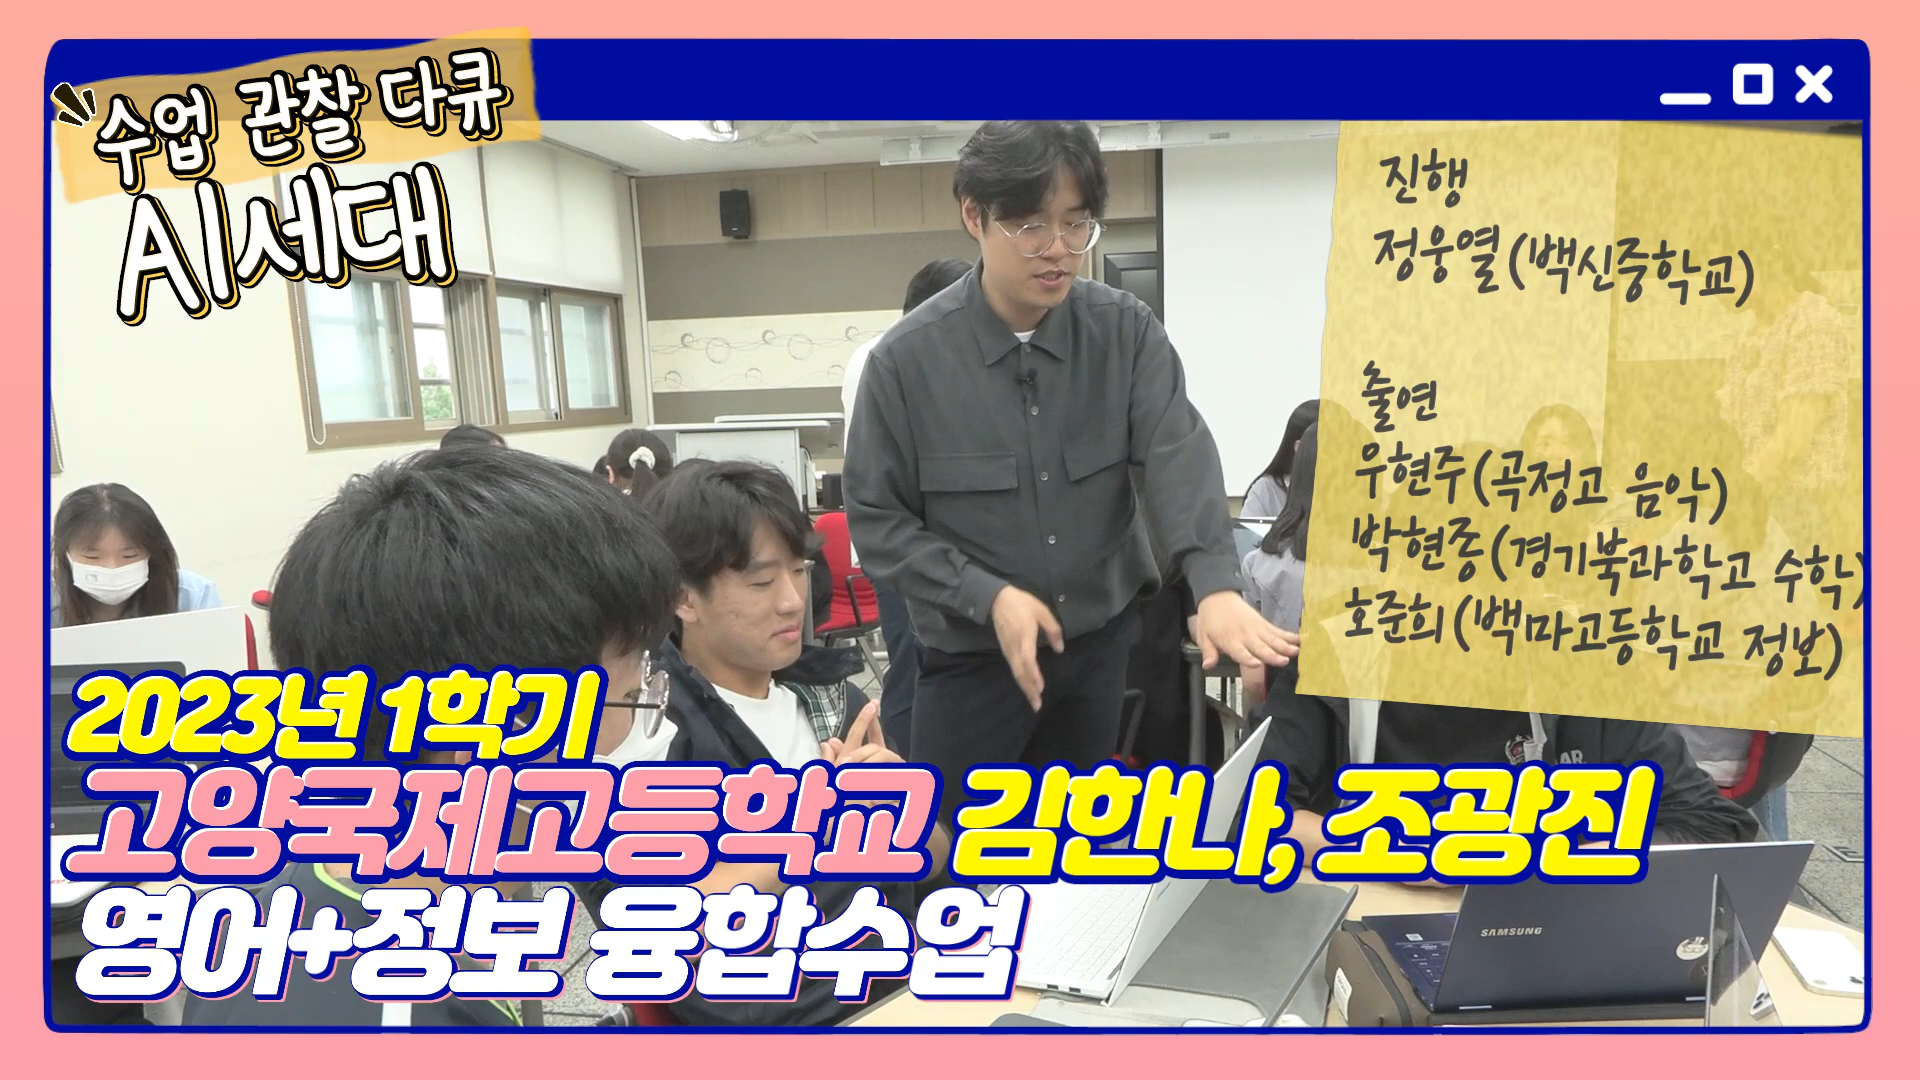 수업 관찰 다큐
AI세대
진행
정웅열(백신중학교)
출연
우현주(곡정고 음악)
박현종(경기북과학고 수학)
호준희(백마고등학교 정보)
2023년 1학기
고양국제고등학교 김한나, 조광진
영어+정보 융합수업
SAMSUNG